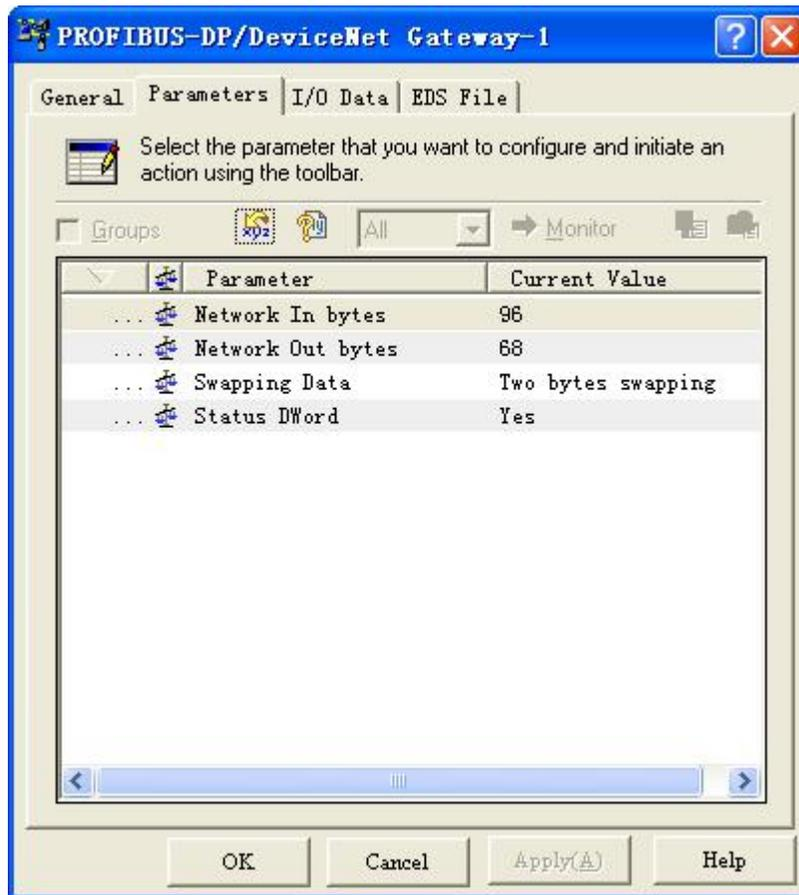 PROFIBUS-DP/DeviceNet Gateway-1
General Parameters I/O Data EDS File
Select the parameter that you want to configure and initiate an
action using the toolbar.
Groups All Monitor
Parameter Current Value
... Network In bytes 96
... Network Out bytes 68
... Swapping Data Two bytes swapping
... Status DWord Yes
OK Cancel Apply(A) Help